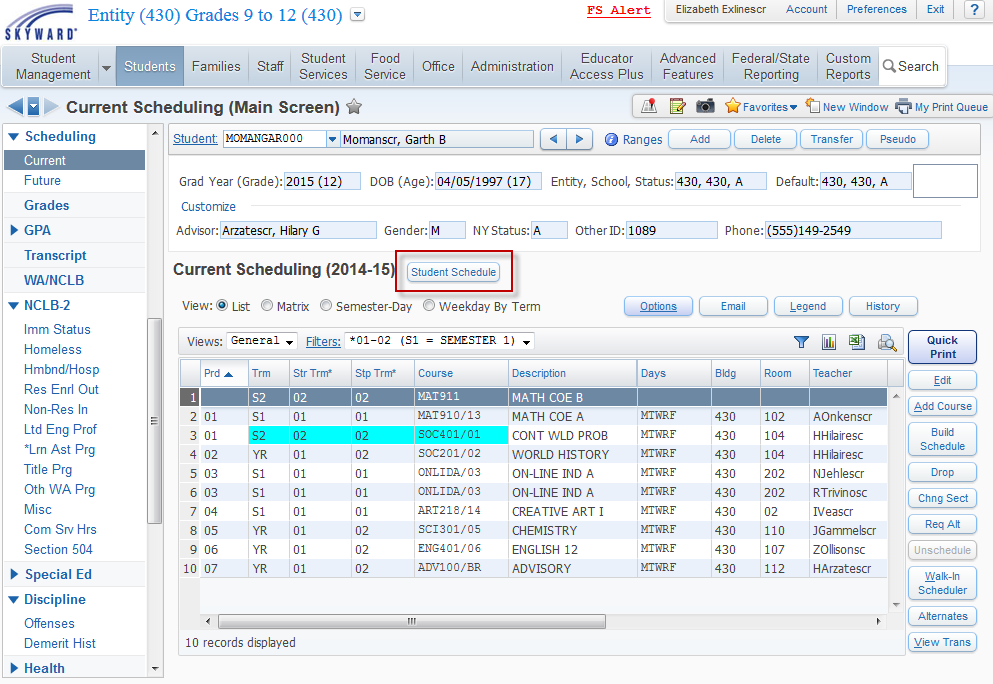 Entity (430) Grades 9 to 12 (430)
FS Alert
Elizabeth Exlinescr Account Preferences Exit ?
SKYWARD
Student Management Students Families Staff Student Services Food Service Office Administration Educator Access Plus Advanced Features Federal/State Reporting Custom Reports Search
Current Scheduling (Main Screen)
Favorites New Window My Print Queue
Scheduling
Current
Future
Grades
GPA
Transcript
WA/NCLB
NCLB-2
Imm Status
Homeless
Hmbnd/Hosp
Res Enrl Out
Non-Res In
Ltd Eng Prof
*Lrn Ast Prg
Title Prg
Oth WA Prg
Misc
Com Srv Hrs
Section 504
Special Ed
Discipline
Offenses
Demerit Hist
Health
Student: MOMANGAR000 Momanscr, Garth B Ranges Add Delete Transfer Pseudo
Grad Year (Grade): 2015 (12) DOB (Age): 04/05/1997 (17) Entity, School, Status: 430, 430, A Default: 430, 430, A
Customize
Advisor: Arzatescr, Hilary G Gender: M NY Status: A Other ID: 1089 Phone: (555)149-2549
Current Scheduling (2014-15) Student Schedule
View: List Matrix Semester-Day Weekday By Term Options Email Legend History
Views: General Filters: *01-02 (S1 = SEMESTER 1)
Prd Trm Str Trm* Stp Trm* Course Description Days Bldg Room Teacher
1 S2 02 02 MAT911 MATH COE B
2 01 S1 01 01 MAT910/13 MATH COE A MTWRF 430 102 AOnkenscr
3 01 S2 02 02 SOC401/01 CONT WLD PROB MTWRF 430 104 HHilairesc
4 02 YR 01 02 SOC201/02 WORLD HISTORY MTWRF 430 104 HHilairesc
5 03 S1 01 01 ONLIDA/03 ON-LINE IND A MTWRF 430 202 NJehlescr
6 03 S1 01 01 ONLIDA/03 ON-LINE IND A MTWRF 430 202 RTrivinosc
7 04 S1 01 01 ART218/14 CREATIVE ART I MTWRF 430 02 IVeascr
8 05 YR 01 02 SCI301/05 CHEMISTRY MTWRF 430 110 JGammelscr
9 06 YR 01 02 ENG401/06 ENGLISH 12 MTWRF 430 107 ZOllisonsc
10 07 YR 01 02 ADV100/BR ADVISORY MTWRF 430 112 HArzatescr
10 records displayed
Quick Print
Edit
Add Course
Build Schedule
Drop
Chng Sect
Req Alt
Unschedule
Walk-In Scheduler
Alternates
View Trans